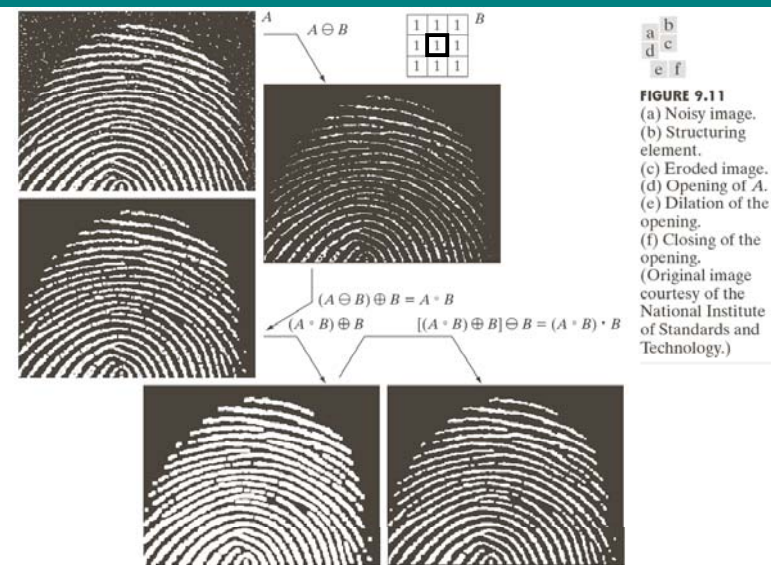 A
A ⊖ B
1 1 1 B
1 1 1
1 1 1
(A ⊖ B) ⊕ B = A ∘ B
(A ∘ B) ⊕ B
[(A ∘ B) ⊕ B] ⊖ B = (A ∘ B) • B
a b
d c
e f
FIGURE 9.11
(a) Noisy image.
(b) Structuring
element.
(c) Eroded image.
(d) Opening of A.
(e) Dilation of the
opening.
(f) Closing of the
opening.
(Original image
courtesy of the
National Institute
of Standards and
Technology.)